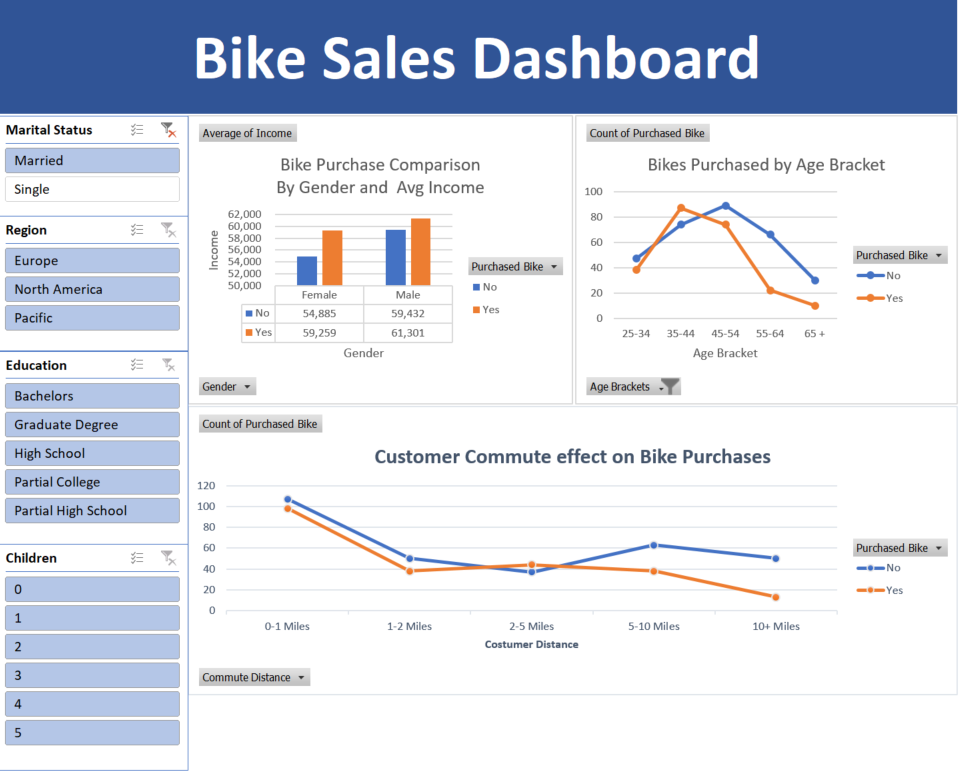 Bike Sales Dashboard
Marital Status
Married
Single
Region
Europe
North America
Pacific
Education
Bachelors
Graduate Degree
High School
Partial College
Partial High School
Children
0
1
2
3
4
5
Average of Income
Bike Purchase Comparison
By Gender and Avg Income
62,000
60,000
58,000
56,000
54,000
52,000
50,000
Income
Female Male
No 54,885 59,432
Yes 59,259 61,301
Gender
Purchased Bike
No
Yes
Gender
Count of Purchased Bike
Bikes Purchased by Age Bracket
100
80
60
40
20
0
25-34 35-44 45-54 55-64 65 +
Age Bracket
Purchased Bike
No
Yes
Age Brackets
Count of Purchased Bike
Customer Commute effect on Bike Purchases
120
100
80
60
40
20
0
0-1 Miles 1-2 Miles 2-5 Miles 5-10 Miles 10+ Miles
Costumer Distance
Purchased Bike
No
Yes
Commute Distance